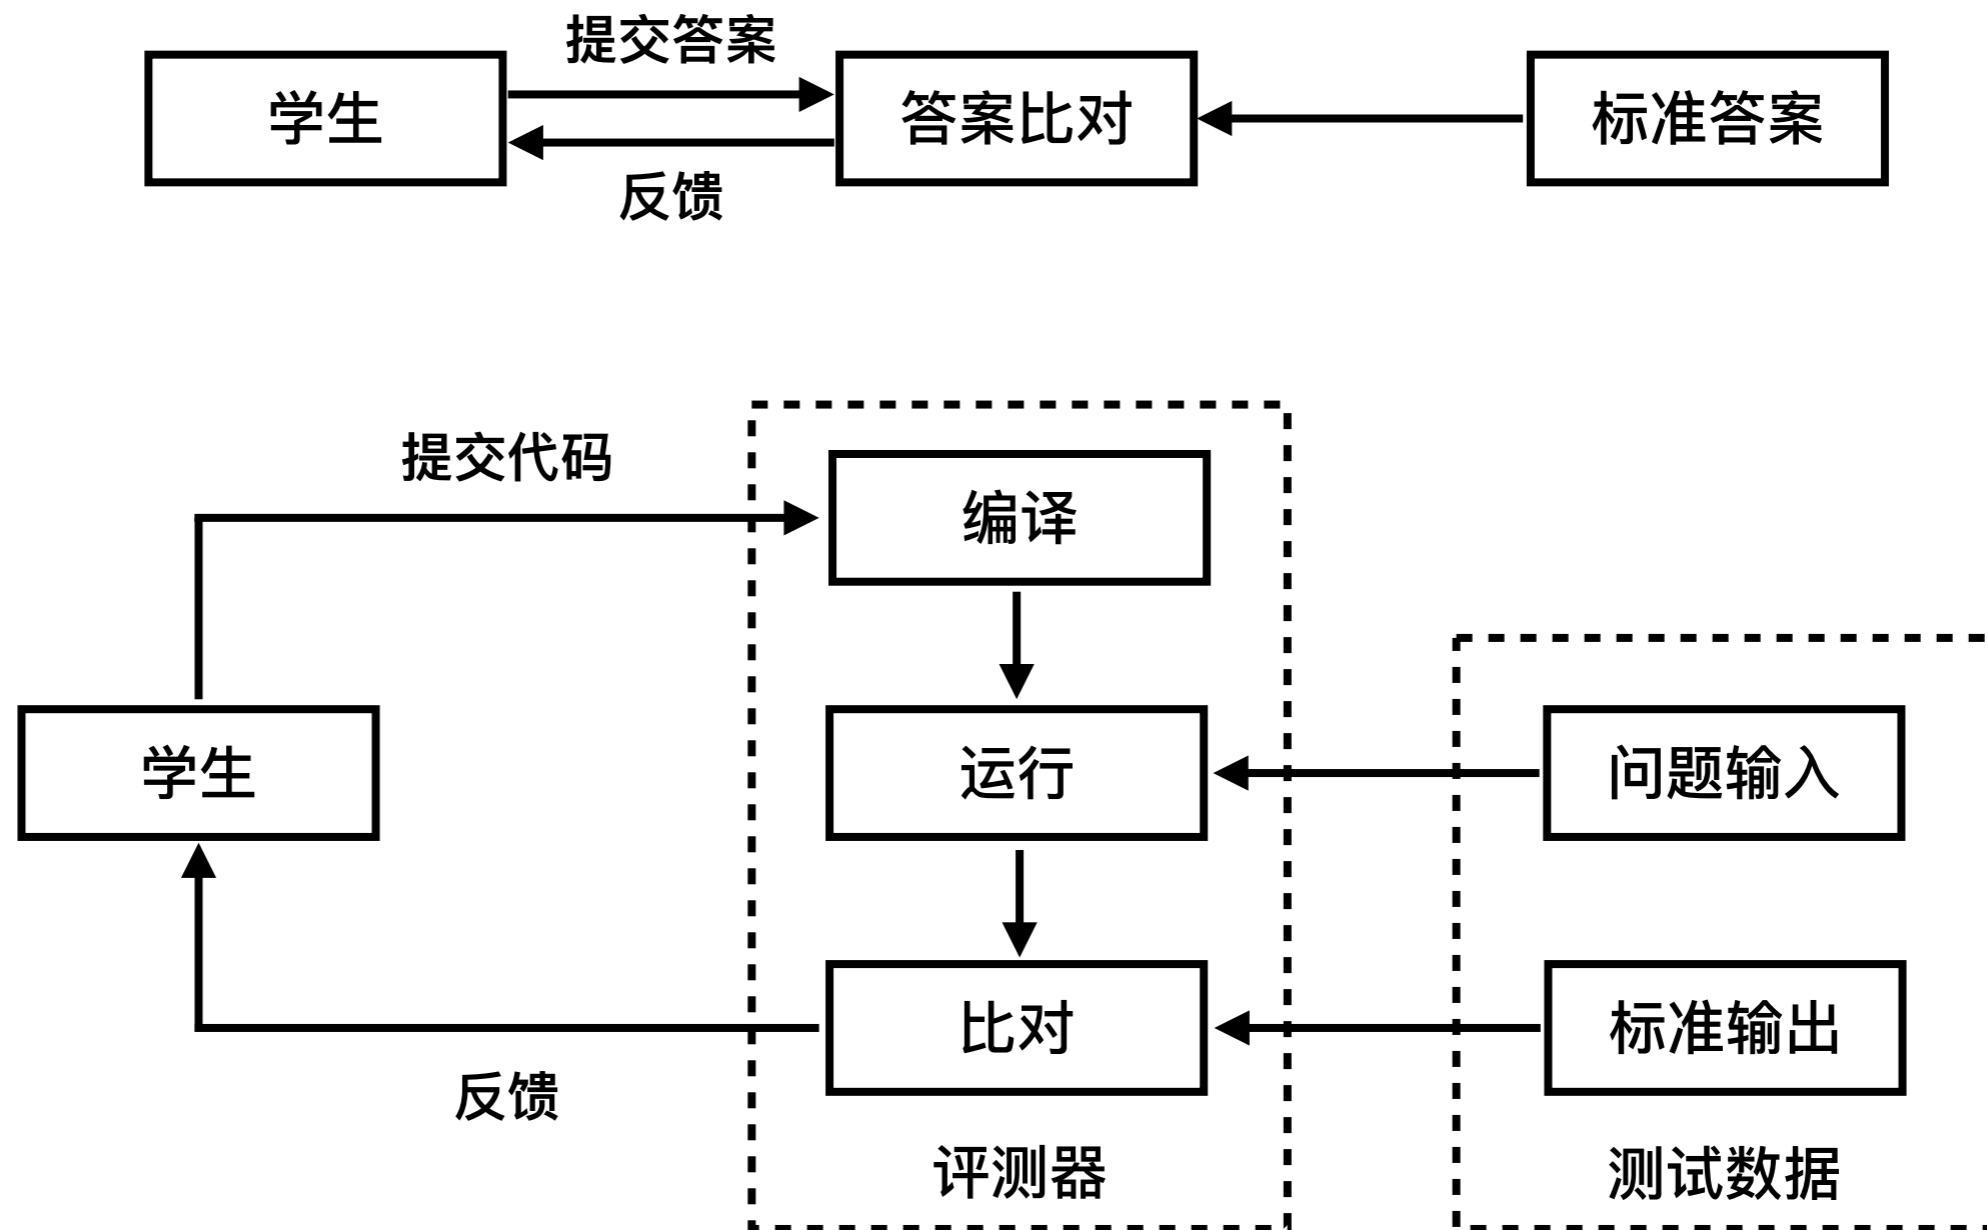 提交答案
学生
答案比对
标准答案
反馈
提交代码
编译
学生
运行
问题输入
比对
标准输出
反馈
评测器
测试数据